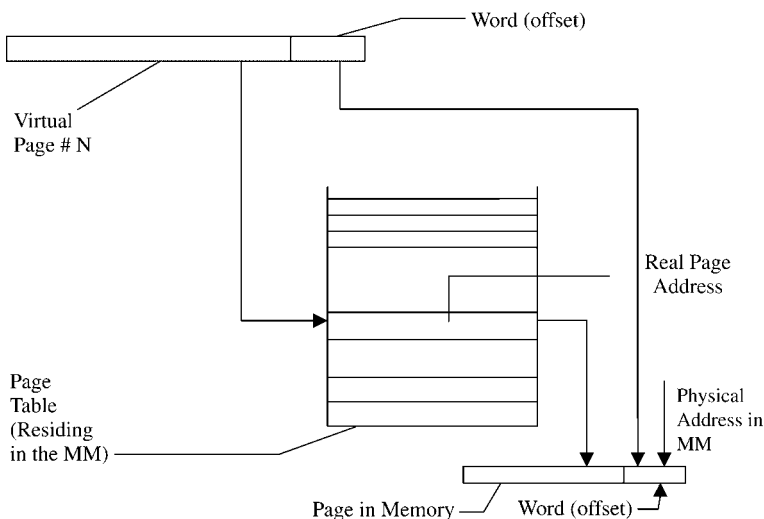 Word (offset)
Virtual
Page # N
Real Page
Address
Page
Table
(Residing
in the MM)
Physical
Address in
MM
Page in Memory
Word (offset)